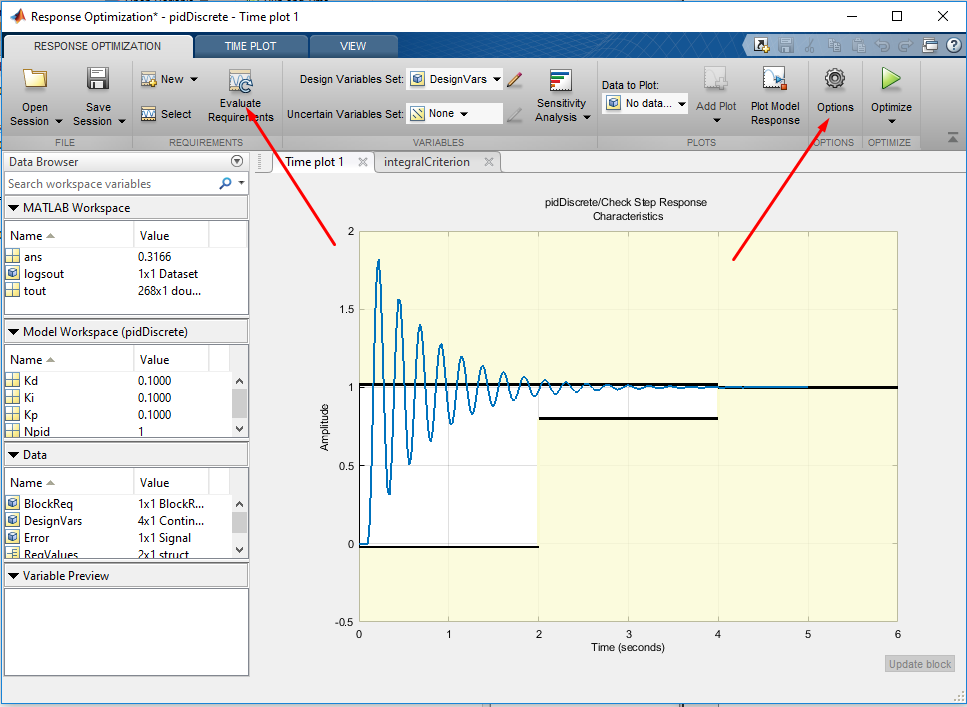 Response Optimization* - pidDiscrete - Time plot 1
RESPONSE OPTIMIZATION
TIME PLOT
VIEW
Open Session
Save Session
New
Select
Evaluate Requirements
Design Variables Set:
DesignVars
Uncertain Variables Set:
None
Sensitivity Analysis
Data to Plot:
No data...
Add Plot
Plot Model Response
Options
Optimize
FILE
REQUIREMENTS
VARIABLES
PLOTS
OPTIONS
OPTIMIZE
Data Browser
Time plot 1
integralCriterion
Search workspace variables
MATLAB Workspace
Name Value
ans 0.3166
logsout 1x1 Dataset
tout 268x1 dou...
Model Workspace (pidDiscrete)
Name Value
Kd 0.1000
Ki 0.1000
Kp 0.1000
Npid 1
Data
Name Value
BlockReq 1x1 BlockR...
DesignVars 4x1 Contin...
Error 1x1 Signal
ReqValues 2x1 struct
Variable Preview
pidDiscrete/Check Step Response
Characteristics
2
1.5
1
0.5
0
-0.5
Amplitude
0 1 2 3 4 5 6
Time (seconds)
Update block